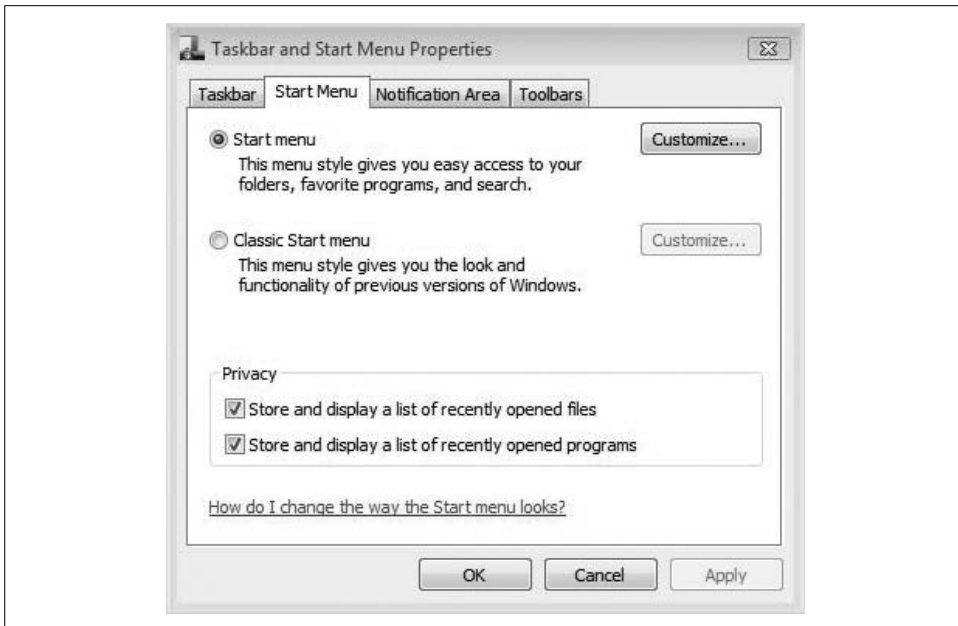 Taskbar and Start Menu Properties
Taskbar
Start Menu
Notification Area
Toolbars
Start menu
Customize...
This menu style gives you easy access to your
folders, favorite programs, and search.
Classic Start menu
Customize...
This menu style gives you the look and
functionality of previous versions of Windows.
Privacy
Store and display a list of recently opened files
Store and display a list of recently opened programs
How do I change the way the Start menu looks?
OK
Cancel
Apply